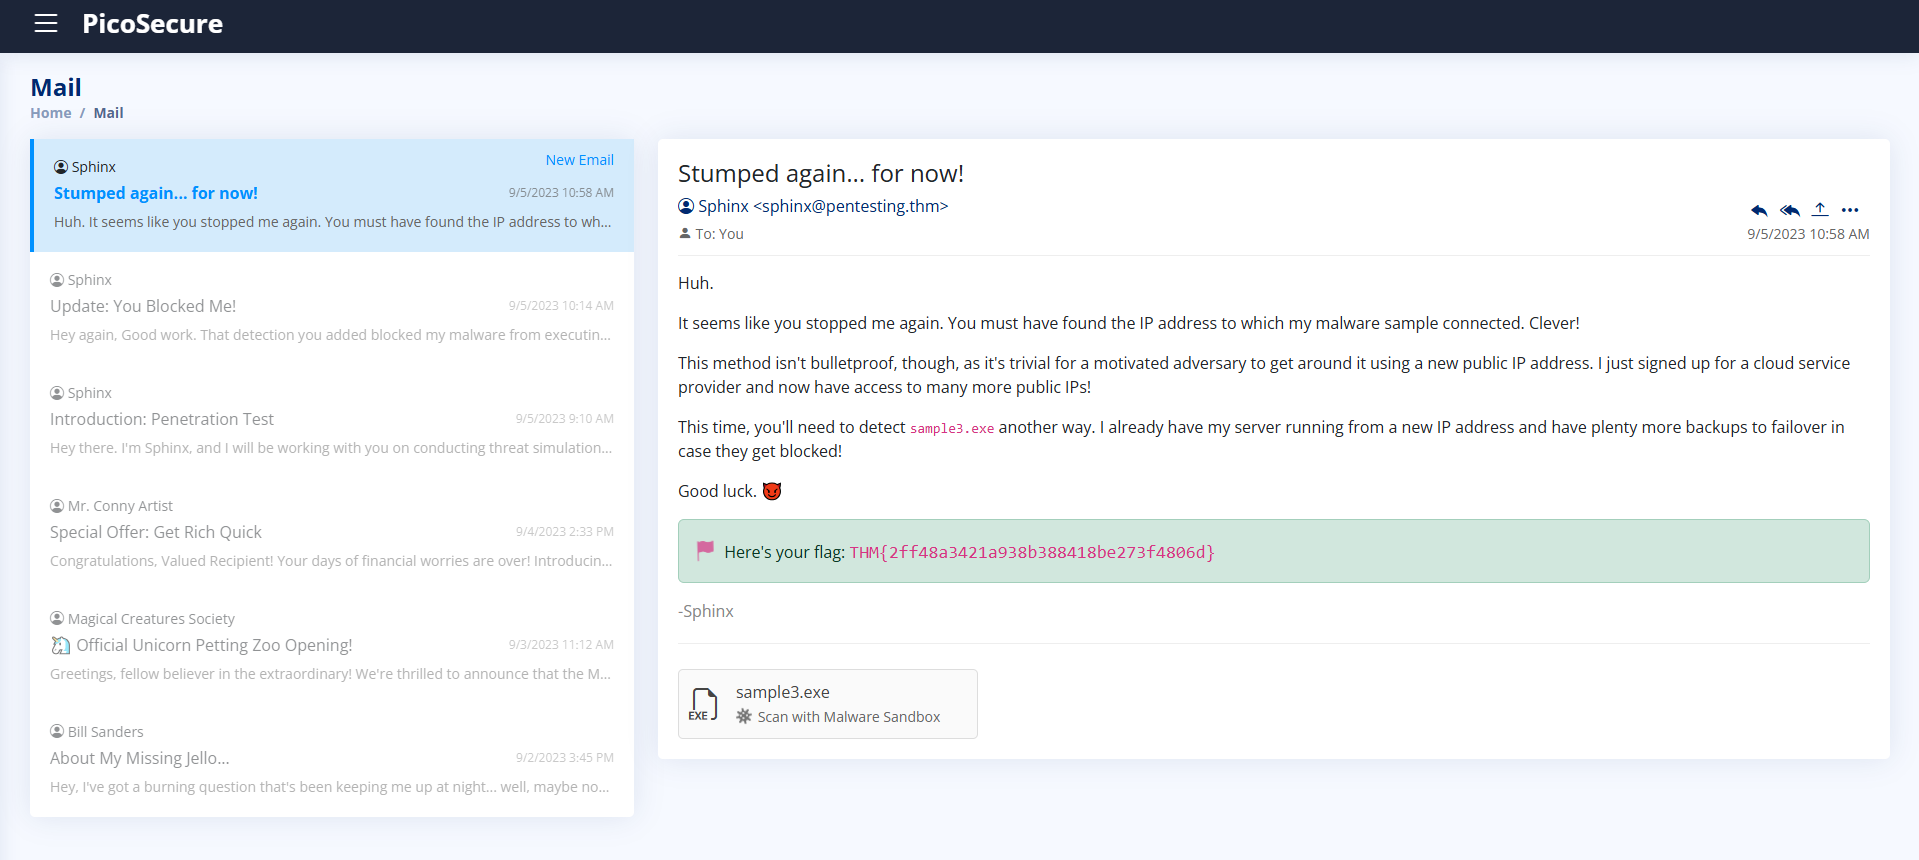 PicoSecure
Mail
Home / Mail
Sphinx
New Email
Stumped again... for now!
9/5/2023 10:58 AM
Huh. It seems like you stopped me again. You must have found the IP address to wh...
Sphinx
Update: You Blocked Me!
9/5/2023 10:14 AM
Hey again, Good work. That detection you added blocked my malware from executin...
Sphinx
Introduction: Penetration Test
9/5/2023 9:10 AM
Hey there. I'm Sphinx, and I will be working with you on conducting threat simulation...
Mr. Conny Artist
Special Offer: Get Rich Quick
9/4/2023 2:33 PM
Congratulations, Valued Recipient! Your days of financial worries are over! Introducin...
Magical Creatures Society
🦄 Official Unicorn Petting Zoo Opening!
9/3/2023 11:12 AM
Greetings, fellow believer in the extraordinary! We're thrilled to announce that the M...
Bill Sanders
About My Missing Jello...
9/2/2023 3:45 PM
Hey, I've got a burning question that's been keeping me up at night... well, maybe no...
Stumped again... for now!
Sphinx <sphinx@pentesting.thm>
To: You
9/5/2023 10:58 AM
Huh.
It seems like you stopped me again. You must have found the IP address to which my malware sample connected. Clever!
This method isn't bulletproof, though, as it's trivial for a motivated adversary to get around it using a new public IP address. I just signed up for a cloud service
provider and now have access to many more public IPs!
This time, you'll need to detect sample3.exe another way. I already have my server running from a new IP address and have plenty more backups to failover in
case they get blocked!
Good luck. 😈
Here's your flag: THM{2ff48a3421a938b388418be273f4806d}
-Sphinx
EXE
sample3.exe
Scan with Malware Sandbox